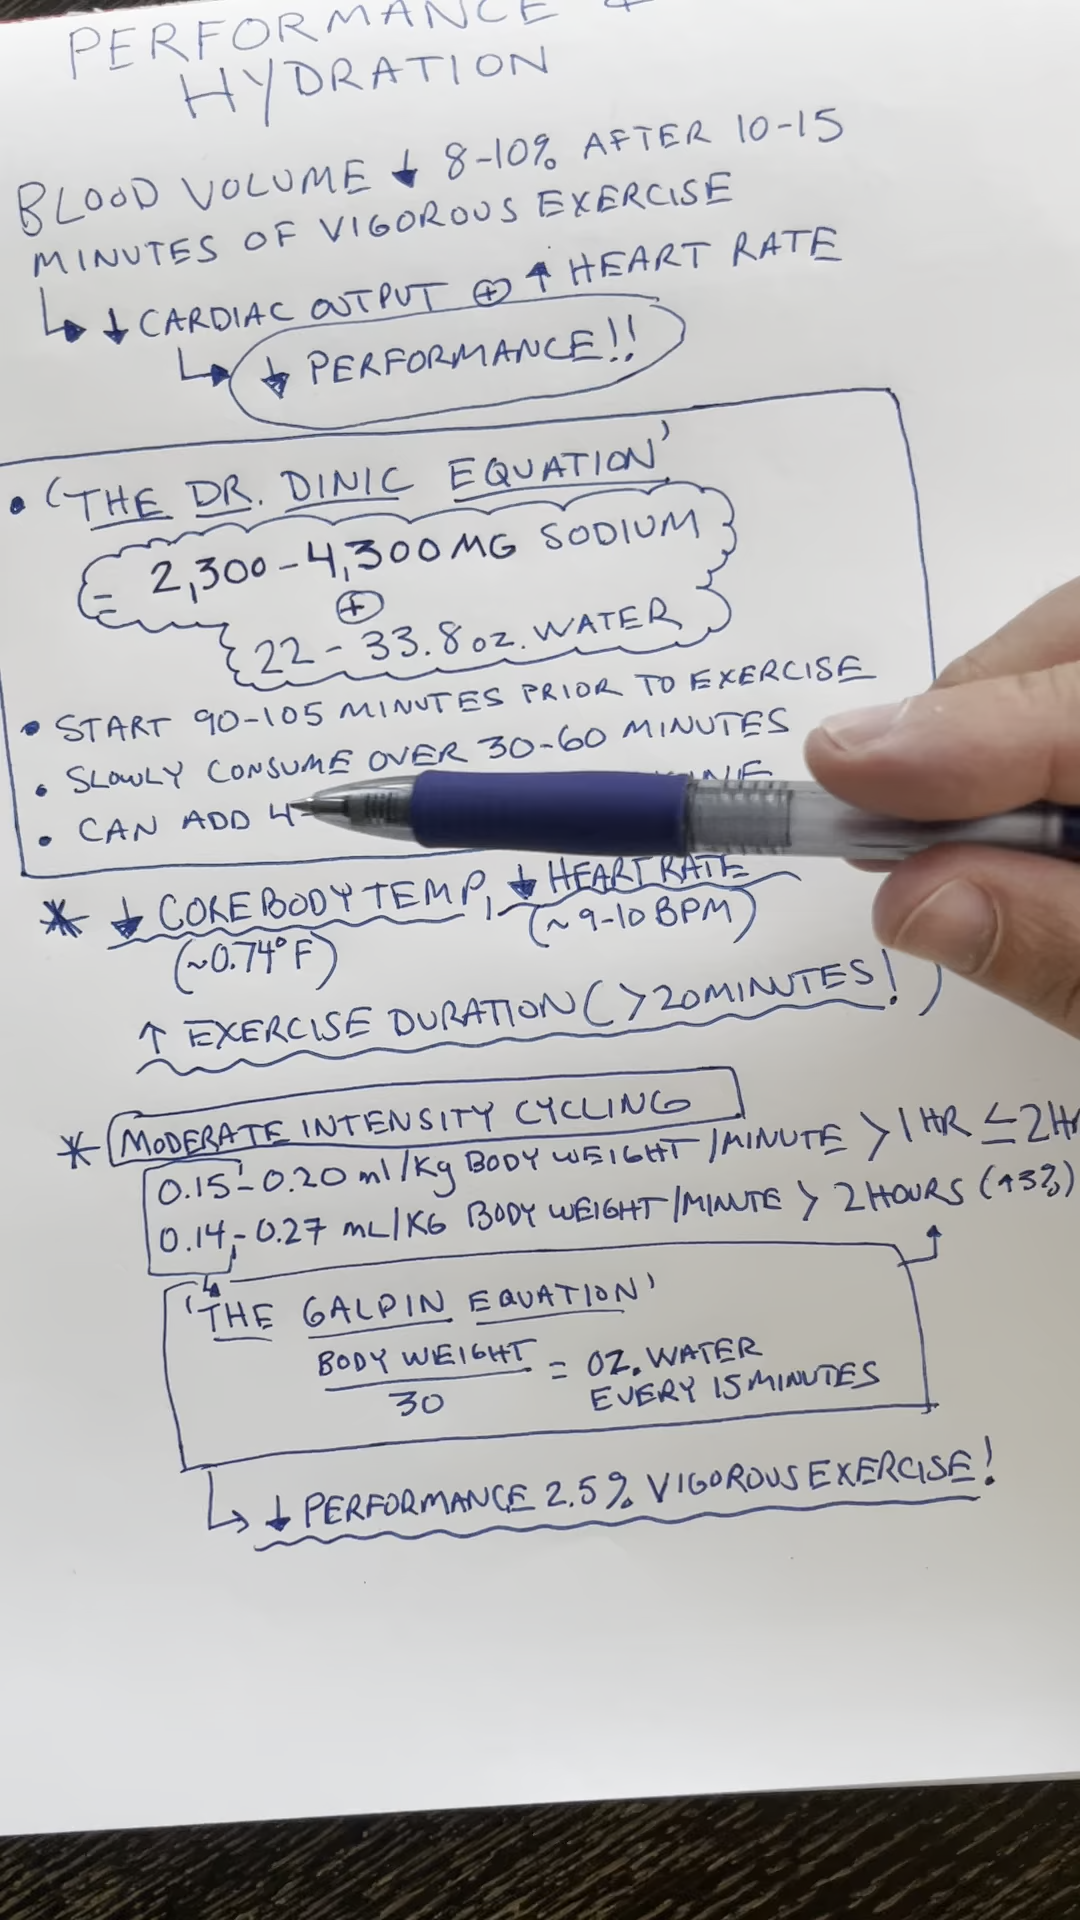 PERFORMANCE &
HYDRATION
BLOOD VOLUME ↓ 8-10% AFTER 10-15
MINUTES OF VIGOROUS EXERCISE
↳ ↓ CARDIAC OUTPUT ⊕ ↑ HEART RATE
↳ ↓ PERFORMANCE!!
• 'THE DR. DINIC EQUATION'
= 2,300-4,300MG SODIUM
⊕
22-33.8 oz. WATER
• START 90-105 MINUTES PRIOR TO EXERCISE
• SLOWLY CONSUME OVER 30-60 MINUTES
• CAN ADD 4
* ↓ CORE BODY TEMP, ↓ HEART RATE
(~0.74°F) (~9-10 BPM)
↑ EXERCISE DURATION (>20MINUTES!)
* MODERATE INTENSITY CYCLING
0.15-0.20 ml/Kg BODY WEIGHT/MINUTE > 1 HR ≤ 2HR
0.14-0.27 mL/KG BODY WEIGHT/MINUTE > 2 HOURS (↑3%)
'THE GALPIN EQUATION'
BODY WEIGHT
30
= OZ. WATER
EVERY 15 MINUTES
↳ ↓ PERFORMANCE 2.5% VIGOROUS EXERCISE!